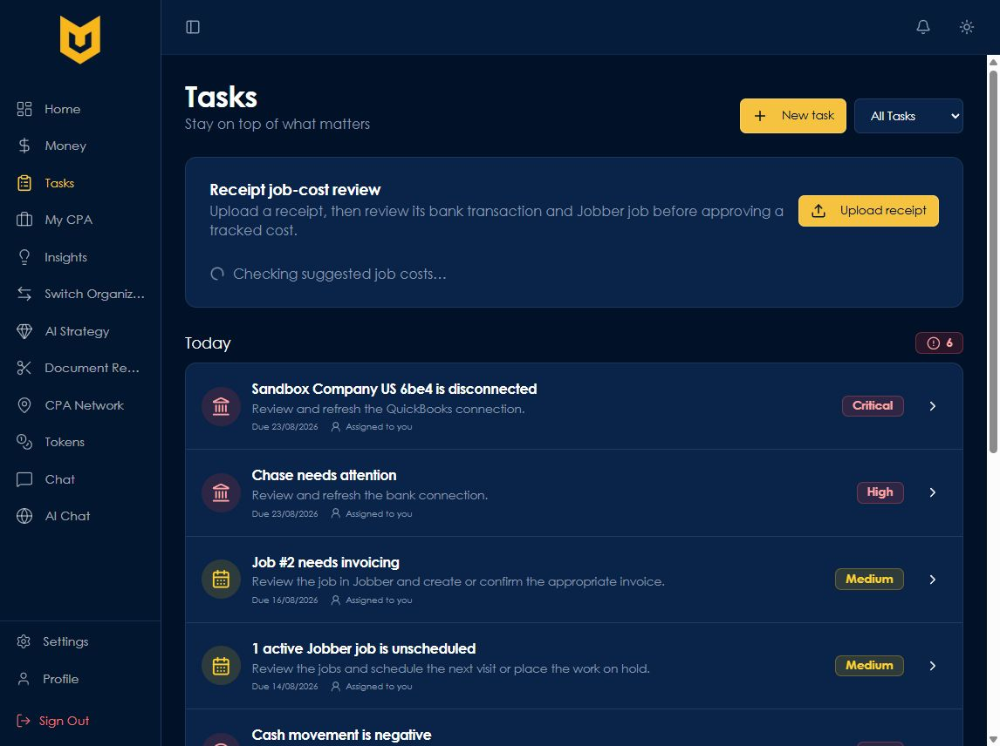 Home
Money
Tasks
My CPA
Insights
Switch Organiz...
AI Strategy
Document Re...
CPA Network
Tokens
Chat
AI Chat
Settings
Profile
Sign Out
Tasks
Stay on top of what matters
New task
All Tasks
Receipt job-cost review
Upload a receipt, then review its bank transaction and Jobber job before approving a
tracked cost.
Upload receipt
Checking suggested job costs...
Today
6
Sandbox Company US 6be4 is disconnected
Review and refresh the QuickBooks connection.
Due 23/08/2026 Assigned to you
Critical
Chase needs attention
Review and refresh the bank connection.
Due 23/08/2026 Assigned to you
High
Job #2 needs invoicing
Review the job in Jobber and create or confirm the appropriate invoice.
Due 16/08/2026 Assigned to you
Medium
1 active Jobber job is unscheduled
Review the jobs and schedule the next visit or place the work on hold.
Due 14/08/2026 Assigned to you
Medium
Cash movement is negative